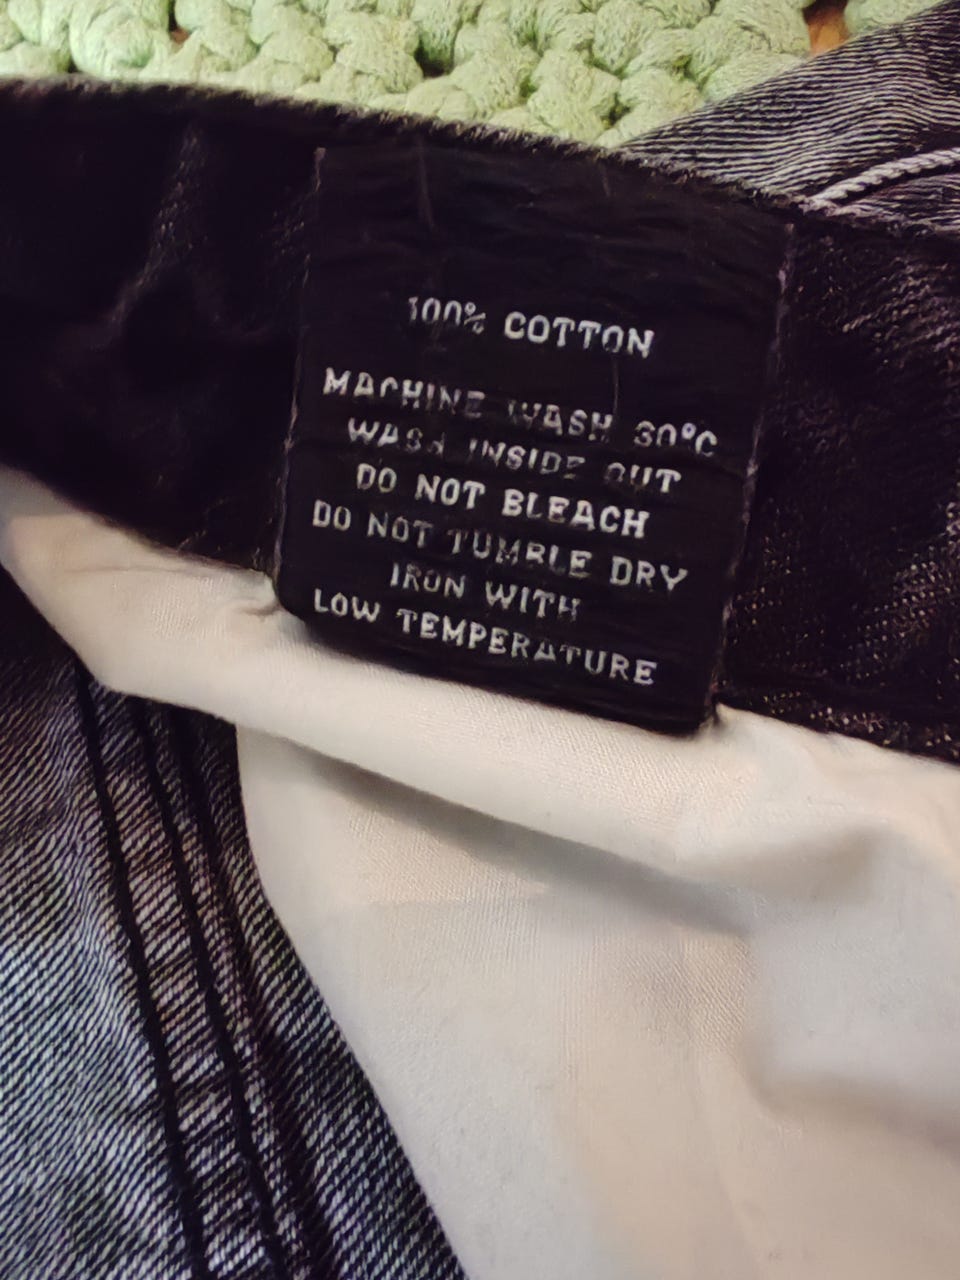 100% COTTON
MACHINE WASH 30°C
WASH INSIDE OUT
DO NOT BLEACH
DO NOT TUMBLE DRY
IRON WITH
LOW TEMPERATURE